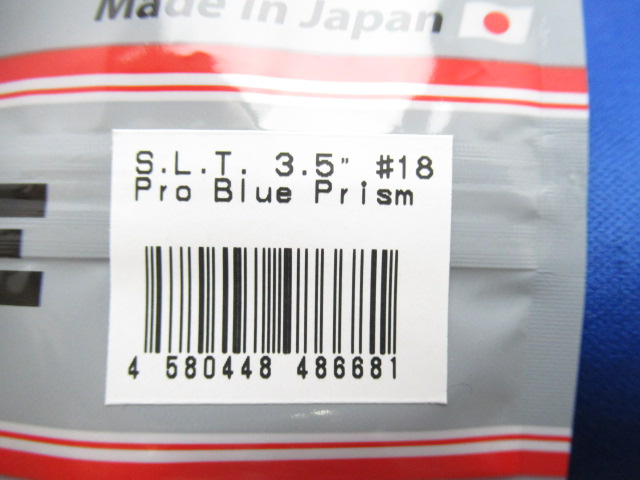 Made in Japan
S.L.T. 3.5" #18
Pro Blue Prism
4 580448 486681